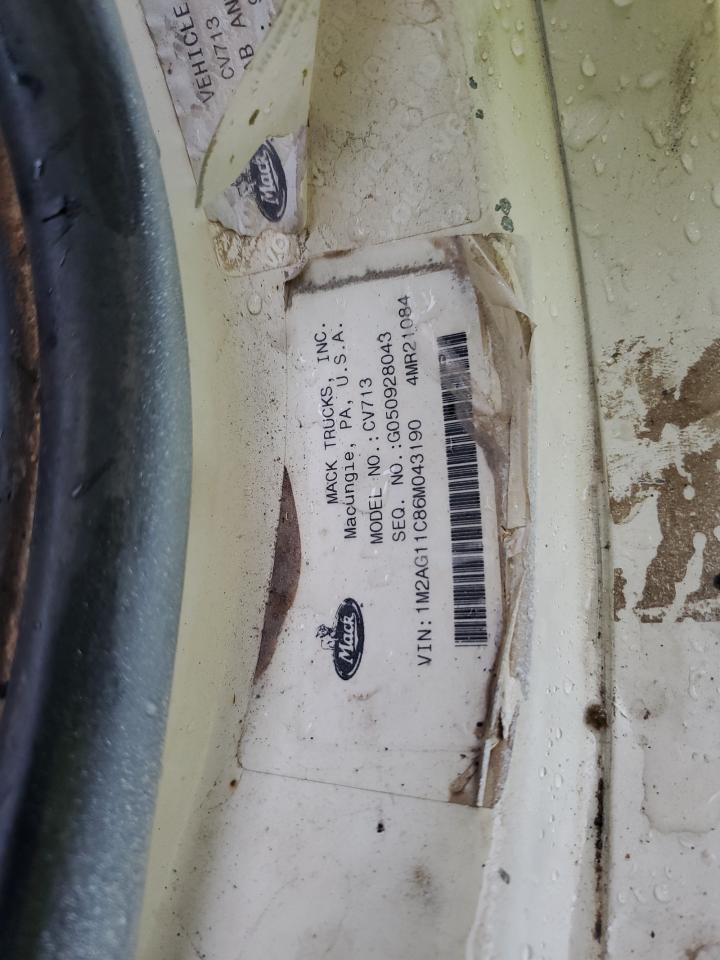 VEHICLE
CV713
Mack
MACK TRUCKS, INC.
Macungie, PA, U.S.A.
MODEL NO.: CV713
SEQ. NO.:G050928043
VIN: 1M2AG11C86M043190 4MR21084
Mack